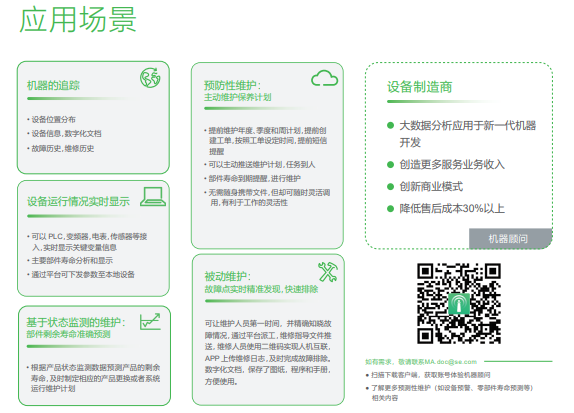 应用场景
机器的追踪
• 设备位置分布
• 设备信息, 数字化文档
• 故障历史, 维修历史
设备运行情况实时显示
• 可以 PLC, 变频器, 电表, 传感器等接
入, 实时显示关键变量信息
• 主要部件寿命分析和显示
• 通过平台可下发参数至本地设备
基于状态监测的维护：
部件剩余寿命准确预测
• 根据产品状态监测数据预测产品的剩余
寿命, 及时制定相应的产品更换或者系统
运行维护计划
预防性维护：
主动维护保养计划
• 提前维护年度, 季度和周计划, 提前创
建工单, 按照工单设定时间, 提前短信
提醒
• 可以主动推送维护计划, 任务到人
• 部件寿命到期提醒, 进行维护
• 无需随身携带文件, 但却可随时灵活调
用, 有利于工作的灵活性
被动维护：
故障点实时精准发现, 快速排除
可让维护人员第一时间，并精确知晓故
障情况, 通过平台派工, 维修指导文件推
送, 维修人员使用二维码实现人机互联,
APP 上传维修日志, 及时完成故障排除。
数字化文档，保存了图纸, 程序和手册,
方便使用。
设备制造商
● 大数据分析应用于新一代机器
开发
● 创造更多服务业务收入
● 创新商业模式
● 降低售后成本30%以上
机器顾问
如有需求，敬请联系MA.doc@se.com
● 扫描下载客户端，获取账号体验机器顾问
● 了解更多预测性维护（如设备预警、零部件寿命预测等）
相关内容